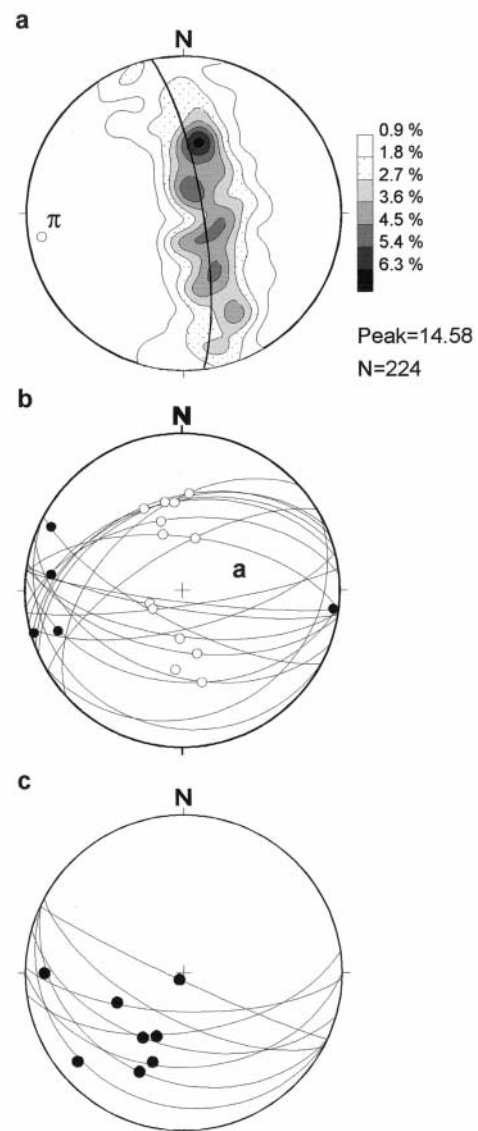 a
N
π
0.9 %
1.8 %
2.7 %
3.6 %
4.5 %
5.4 %
6.3 %
Peak=14.58
N=224
b
N
a
c
N